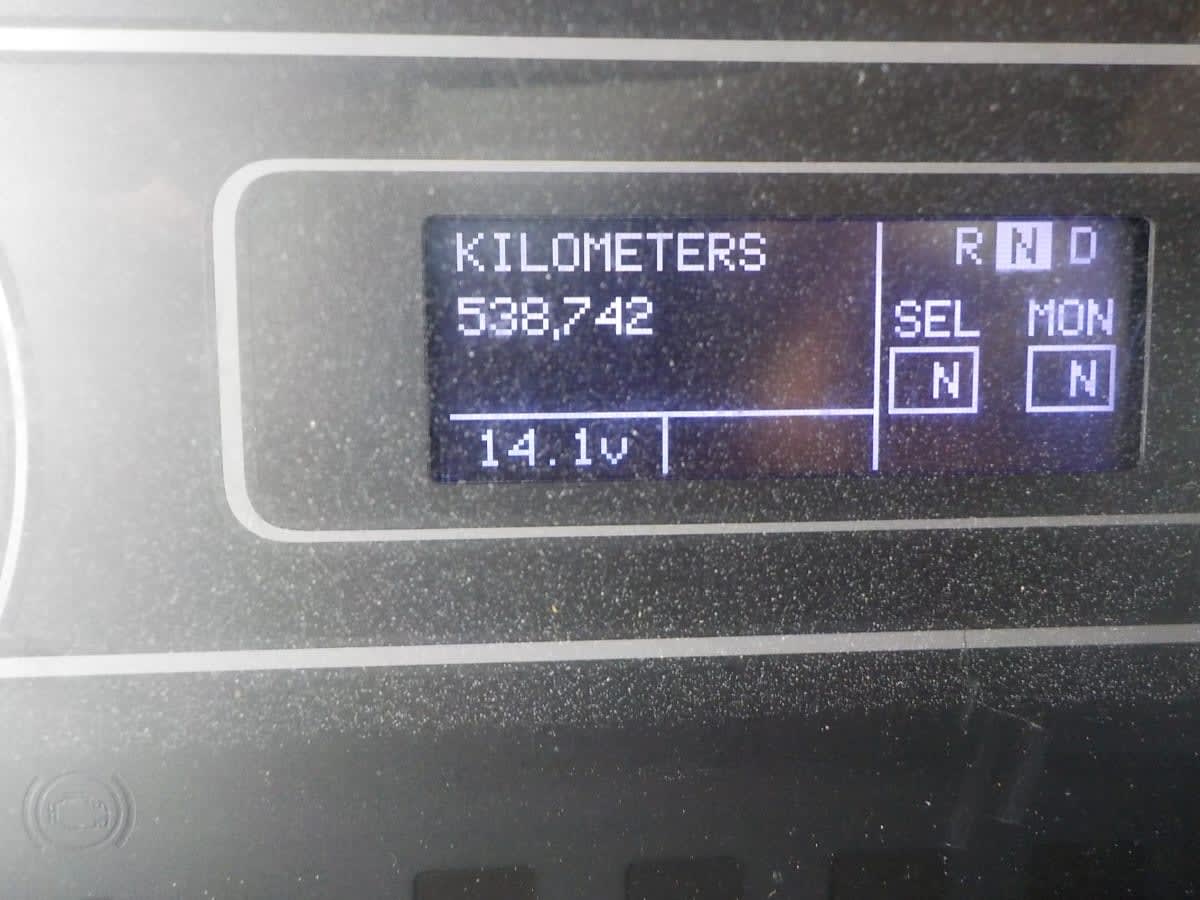 KILOMETERS
538,742
14.1v
R N D
SEL MON
N N